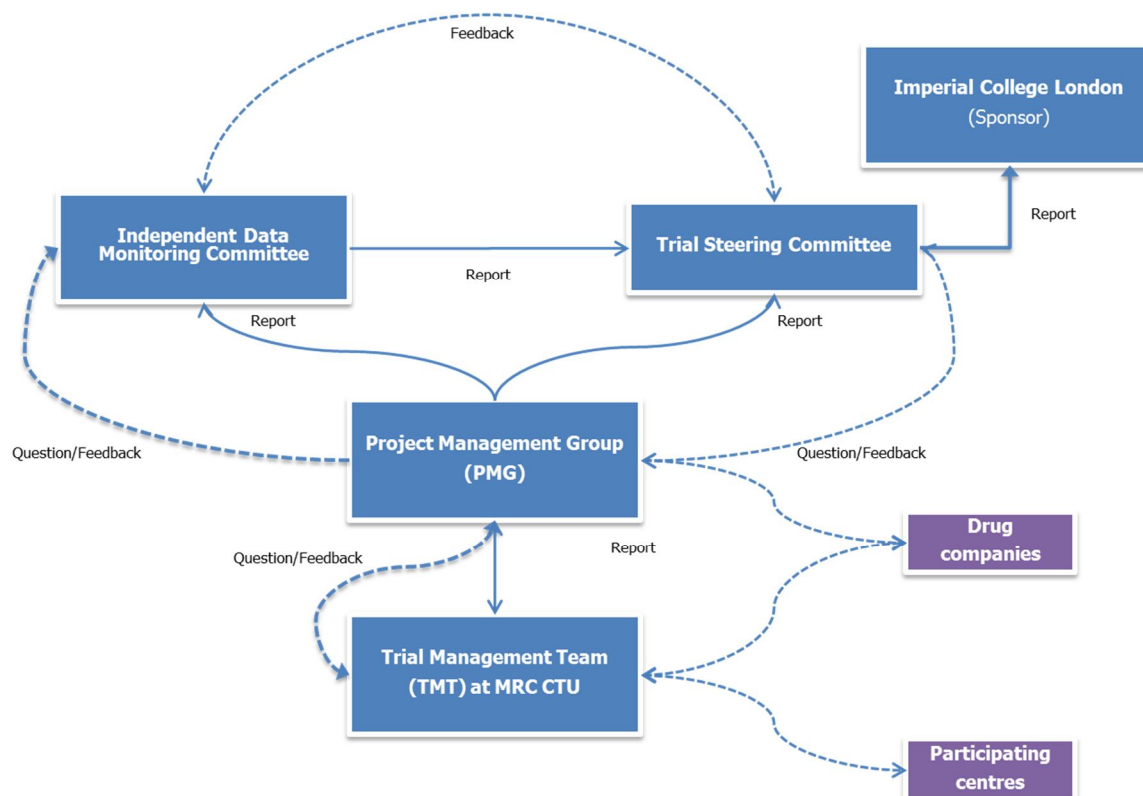 Feedback
Imperial College London
(Sponsor)
Report
Independent Data
Monitoring Committee
Trial Steering Committee
Report
Report
Report
Question/Feedback
Project Management Group
(PMG)
Question/Feedback
Drug
companies
Question/Feedback
Report
Trial Management Team
(TMT) at MRC CTU
Participating
centres